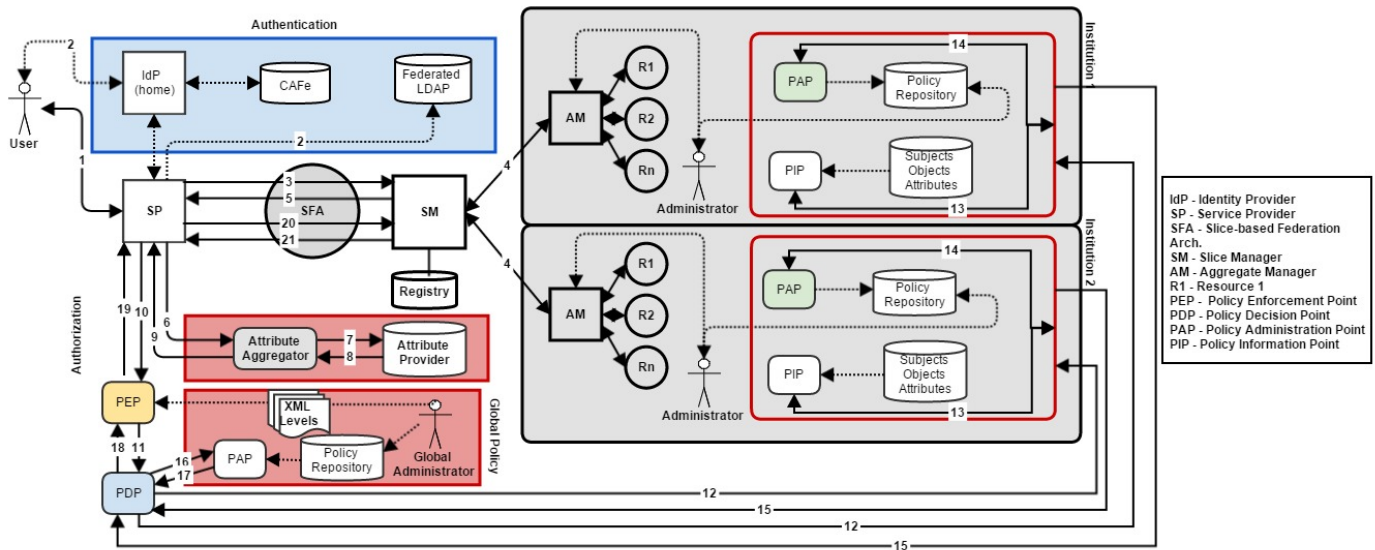 Authentication
2
IdP
(home)
CAFe
Federated
LDAP
User
1
2
SP
3
5
SFA
20
21
SM
4
4
Registry
Authorization
19
10
6
9
Attribute
Aggregator
7
8
Attribute
Provider
PEP
XML
Levels
Global Policy
18
11
16
17
PAP
Policy
Repository
Global
Administrator
PDP
12
15
12
15
Institution 1
AM
R1
R2
Rn
Administrator
14
PAP
Policy
Repository
PIP
Subjects
Objects
Attributes
13
Institution 2
AM
R1
R2
Rn
Administrator
14
PAP
Policy
Repository
PIP
Subjects
Objects
Attributes
13
IdP - Identity Provider
SP - Service Provider
SFA - Slice-based Federation
Arch.
SM - Slice Manager
AM - Aggregate Manager
R1 - Resource 1
PEP - Policy Enforcement Point
PDP - Policy Decision Point
PAP - Policy Administration Point
PIP - Policy Information Point